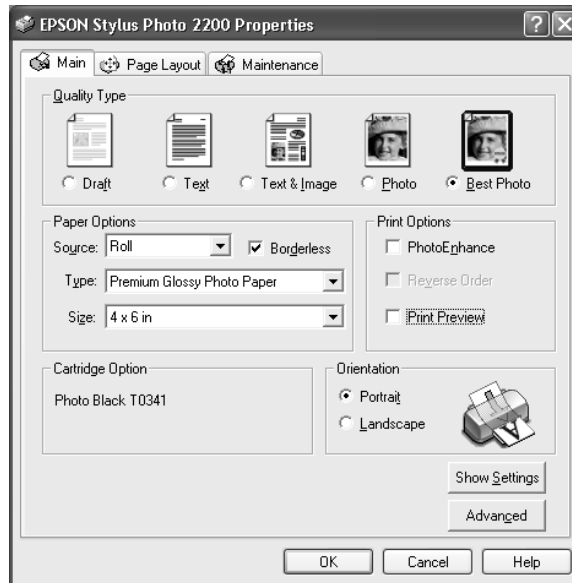 EPSON Stylus Photo 2200 Properties
Main
Page Layout
Maintenance
Quality Type
Draft
Text
Text & Image
Photo
Best Photo
Paper Options
Source: Roll
Borderless
Type: Premium Glossy Photo Paper
Size: 4 x 6 in
Print Options
PhotoEnhance
Reverse Order
Print Preview
Cartridge Option
Photo Black T0341
Orientation
Portrait
Landscape
Show Settings
Advanced
OK
Cancel
Help